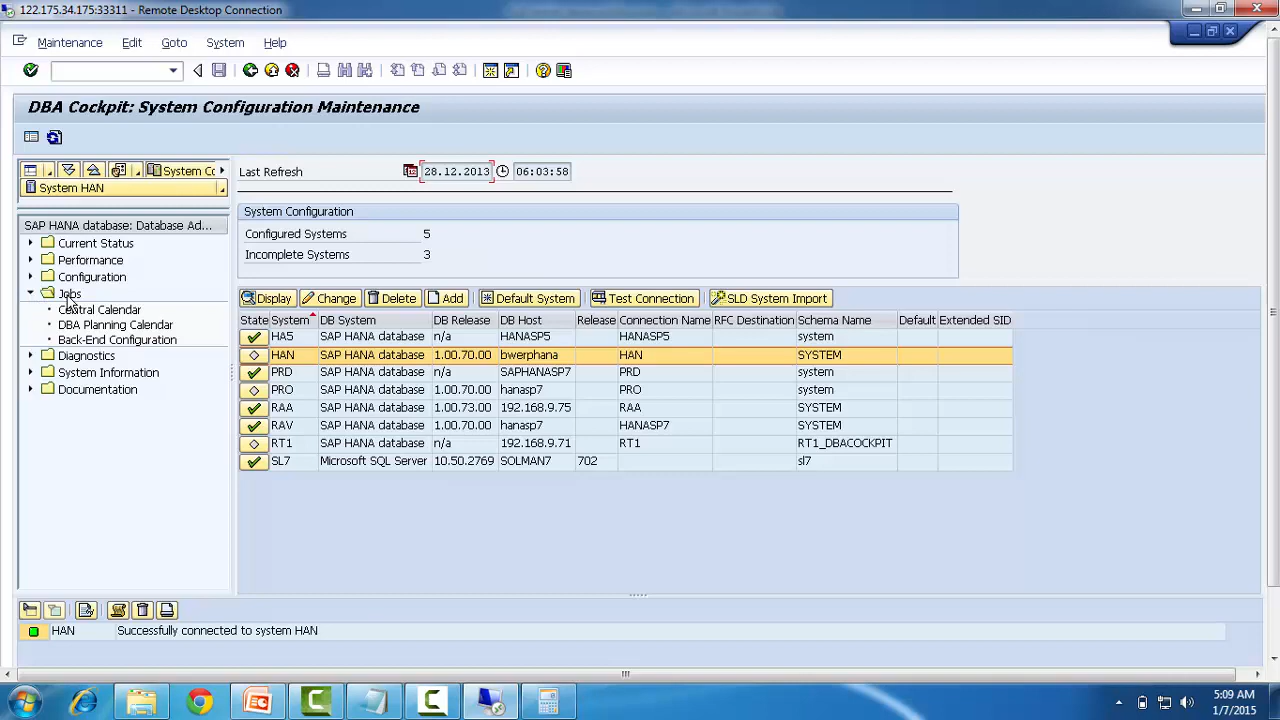 122.175.34.175:33311 - Remote Desktop Connection
Maintenance Edit Goto System Help
DBA Cockpit: System Configuration Maintenance
System Co
System HAN
Last Refresh 28.12.2013 06:03:58
SAP HANA database: Database Ad...
Current Status
Performance
Configuration
Jobs
Central Calendar
DBA Planning Calendar
Back-End Configuration
Diagnostics
System Information
Documentation
System Configuration
Configured Systems 5
Incomplete Systems 3
Display Change Delete Add Default System Test Connection SLD System Import
State System DB System DB Release DB Host Release Connection Name RFC Destination Schema Name Default Extended SID
HA5 SAP HANA database n/a HANASP5 HANASP5 system
HAN SAP HANA database 1.00.70.00 bwerphana HAN SYSTEM
PRD SAP HANA database n/a SAPHANASP7 PRD system
PRO SAP HANA database 1.00.70.00 hanasp7 PRO system
RAA SAP HANA database 1.00.73.00 192.168.9.75 RAA SYSTEM
RAV SAP HANA database 1.00.70.00 hanasp7 HANASP7 SYSTEM
RT1 SAP HANA database n/a 192.168.9.71 RT1 RT1_DBACOCKPIT
SL7 Microsoft SQL Server 10.50.2769 SOLMAN7 702 sl7
HAN Successfully connected to system HAN
5:09 AM
1/7/2015